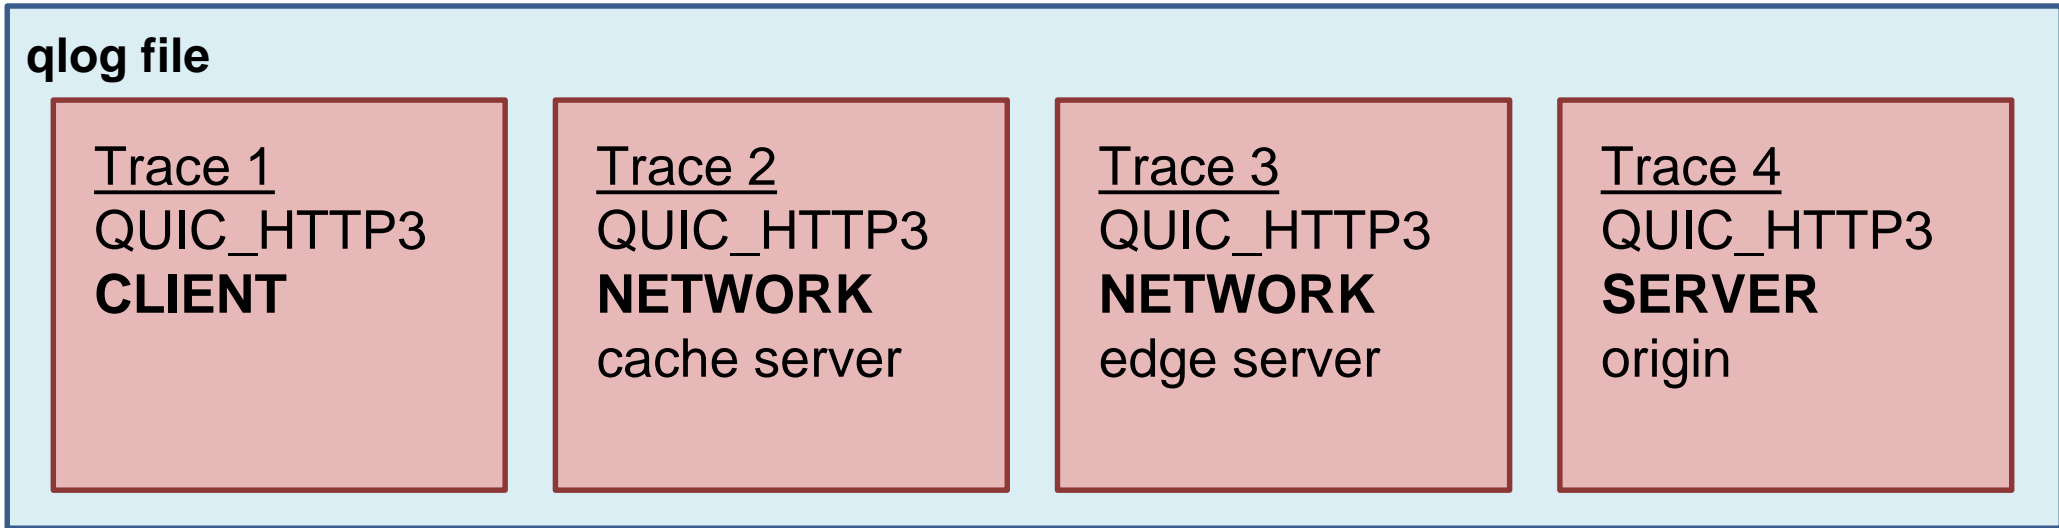 qlog file
Trace 1
QUIC_HTTP3
CLIENT
Trace 2
QUIC_HTTP3
NETWORK
cache server
Trace 3
QUIC_HTTP3
NETWORK
edge server
Trace 4
QUIC_HTTP3
SERVER
origin